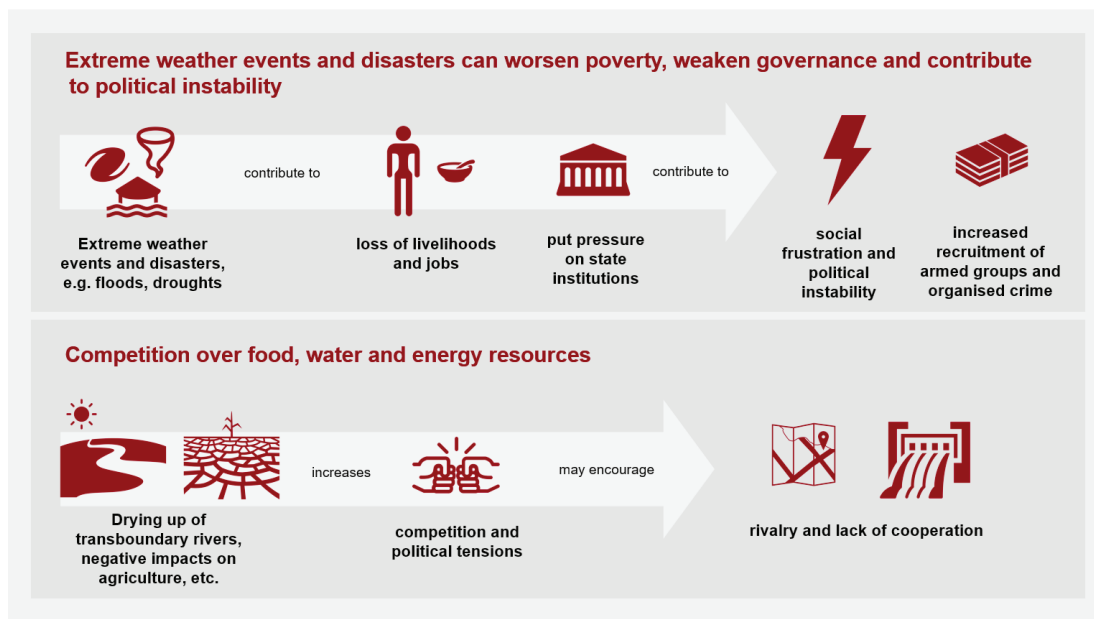 Extreme weather events and disasters can worsen poverty, weaken governance and contribute
to political instability
contribute to
contribute to
Extreme weather
events and disasters,
e.g. floods, droughts
loss of livelihoods
and jobs
put pressure
on state
institutions
social
frustration and
political
instability
increased
recruitment of
armed groups and
organised crime
Competition over food, water and energy resources
increases
may encourage
Drying up of
transboundary rivers,
negative impacts on
agriculture, etc.
competition and
political tensions
rivalry and lack of cooperation